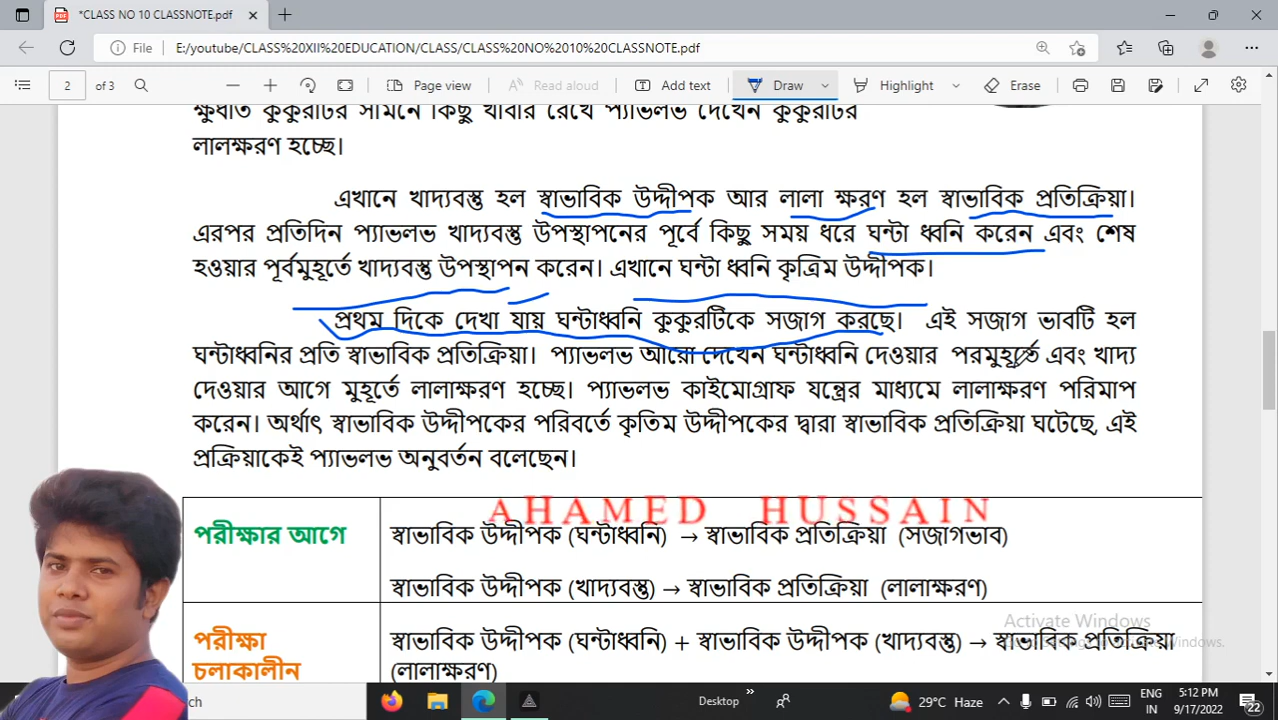 *CLASS NO 10 CLASSNOTE.pdf
File E:/youtube/CLASS%20XII%20EDUCATION/CLASS/CLASS%20NO%2010%20CLASSNOTE.pdf
2 of 3 Page view Read aloud Add text Draw Highlight Erase
ক্ষুধার্ত কুকুরটির সামনে কিছু খাবার রেখে প্যাভলভ দেখেন কুকুরটির
লালক্ষরণ হচ্ছে।
এখানে খাদ্যবস্তু হল স্বাভাবিক উদ্দীপক আর লালা ক্ষরণ হল স্বাভাবিক প্রতিক্রিয়া।
এরপর প্রতিদিন প্যাভলভ খাদ্যবস্তু উপস্থাপনের পূর্বে কিছু সময় ধরে ঘন্টা ধ্বনি করেন এবং শেষ
হওয়ার পূর্বমুহূর্তে খাদ্যবস্তু উপস্থাপন করেন। এখানে ঘন্টা ধ্বনি কৃত্রিম উদ্দীপক।
প্রথম দিকে দেখা যায় ঘন্টাধ্বনি কুকুরটিকে সজাগ করছে। এই সজাগ ভাবটি হল
ঘন্টাধ্বনির প্রতি স্বাভাবিক প্রতিক্রিয়া। প্যাভলভ আরো দেখেন ঘন্টাধ্বনি দেওয়ার পরমুহূর্তে এবং খাদ্য
দেওয়ার আগে মুহূর্তে লালাক্ষরণ হচ্ছে। প্যাভলভ কাইমোগ্রাফ যন্ত্রের মাধ্যমে লালাক্ষরণ পরিমাপ
করেন। অর্থাৎ স্বাভাবিক উদ্দীপকের পরিবর্তে কৃতিম উদ্দীপকের দ্বারা স্বাভাবিক প্রতিক্রিয়া ঘটেছে, এই
প্রক্রিয়াকেই প্যাভলভ অনুবর্তন বলেছেন।
AHAMED HUSSAIN
পরীক্ষার আগে
স্বাভাবিক উদ্দীপক (ঘন্টাধ্বনি) → স্বাভাবিক প্রতিক্রিয়া (সজাগভাব)
স্বাভাবিক উদ্দীপক (খাদ্যবস্তু) → স্বাভাবিক প্রতিক্রিয়া (লালাক্ষরণ)
পরীক্ষা
চলাকালীন
স্বাভাবিক উদ্দীপক (ঘন্টাধ্বনি) + স্বাভাবিক উদ্দীপক (খাদ্যবস্তু) → স্বাভাবিক প্রতিক্রিয়া
(লালাক্ষরণ)
Activate Windows
Desktop
29°C Haze
ENG
IN
5:12 PM
9/17/2022
22